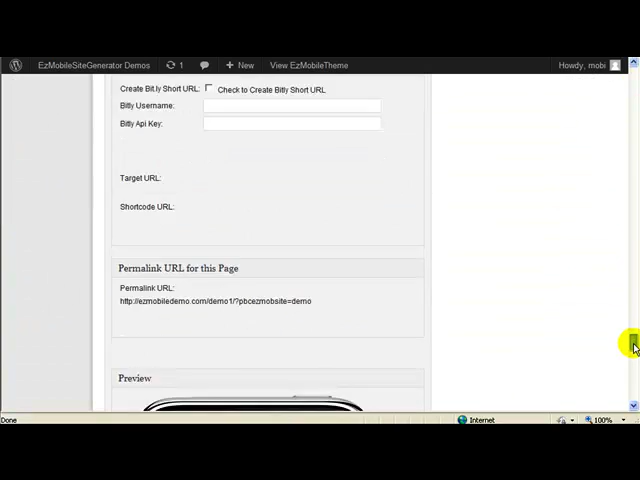 EzMobileSiteGenerator Demos 1 + New View EzMobileTheme Howdy, mobi
Create Bit.ly Short URL: Check to Create Bitly Short URL
Bitly Username:
Bitly Api Key:
Target URL:
Shortcode URL:
Permalink URL for this Page
Permalink URL:
http://ezmobiledemo.com/demo1/?pbcezmobsite=demo
Preview
Done Internet 100%